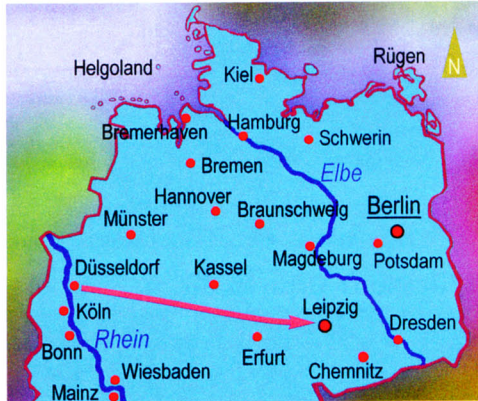 Kiel
Rügen
N
Helgoland
Bremerhaven
Hamburg
Schwerin
Bremen
Elbe
Hannover
Braunschweig
Berlin
Münster
Magdeburg
Potsdam
Düsseldorf
Kassel
Leipzig
Köln
Dresden
Bonn
Rhein
Erfurt
Chemnitz
Wiesbaden
Mainz